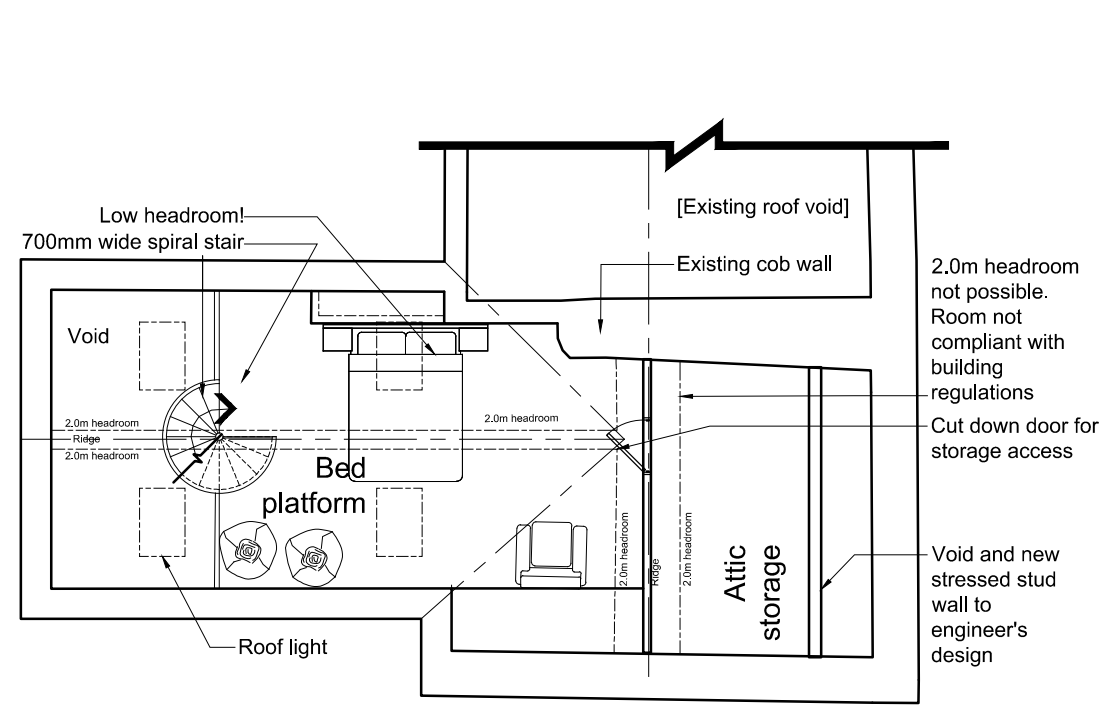 [Existing roof void]
Low headroom!
700mm wide spiral stair
Existing cob wall
2.0m headroom
not possible.
Room not
compliant with
building
regulations
Void
2.0m headroom
Ridge
2.0m headroom
2.0m headroom
Cut down door for
storage access
Bed
platform
2.0m headroom
Ridge
2.0m headroom
Attic
storage
Void and new
stressed stud
wall to
engineer's
design
Roof light